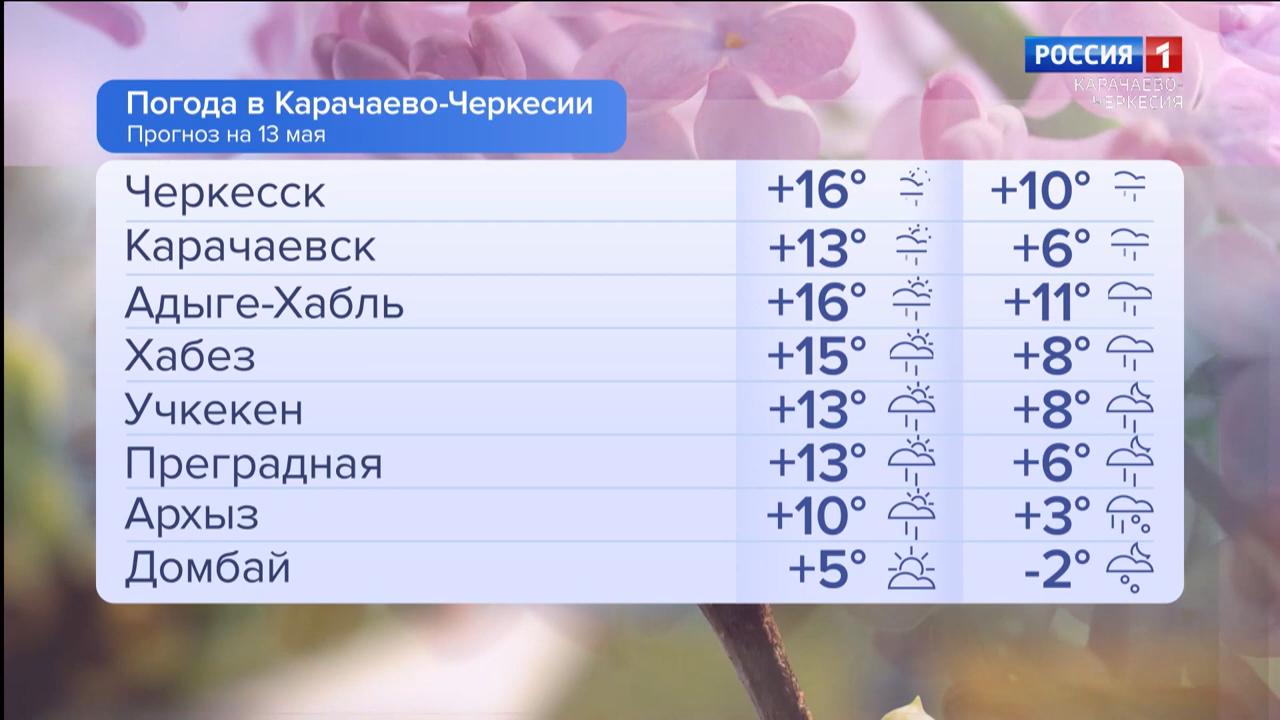 РОССИЯ 1
КАРАЧАЕВО-
ЧЕРКЕСИЯ
Погода в Карачаево-Черкесии
Прогноз на 13 мая
Черкесск +16° +10°
Карачаевск +13° +6°
Адыге-Хабль +16° +11°
Хабез +15° +8°
Учкекен +13° +8°
Преградная +13° +6°
Архыз +10° +3°
Домбай +5° -2°